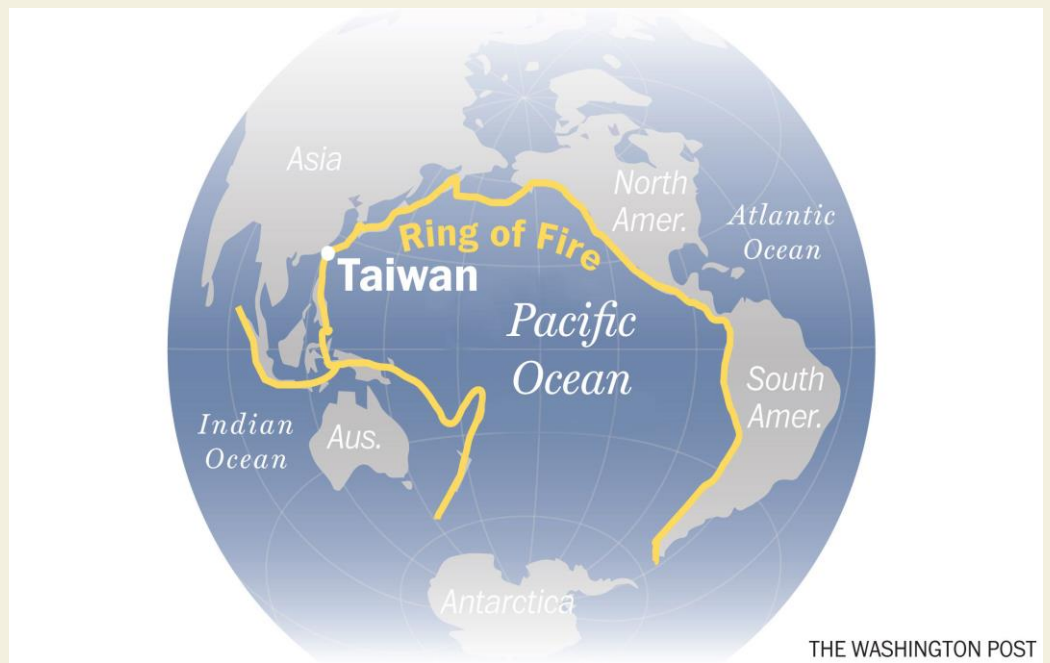 Asia
North
Amer.
Atlantic
Ocean
Ring of Fire
Taiwan
Pacific
Ocean
South
Amer.
Indian
Ocean
Aus.
Antarctica
THE WASHINGTON POST